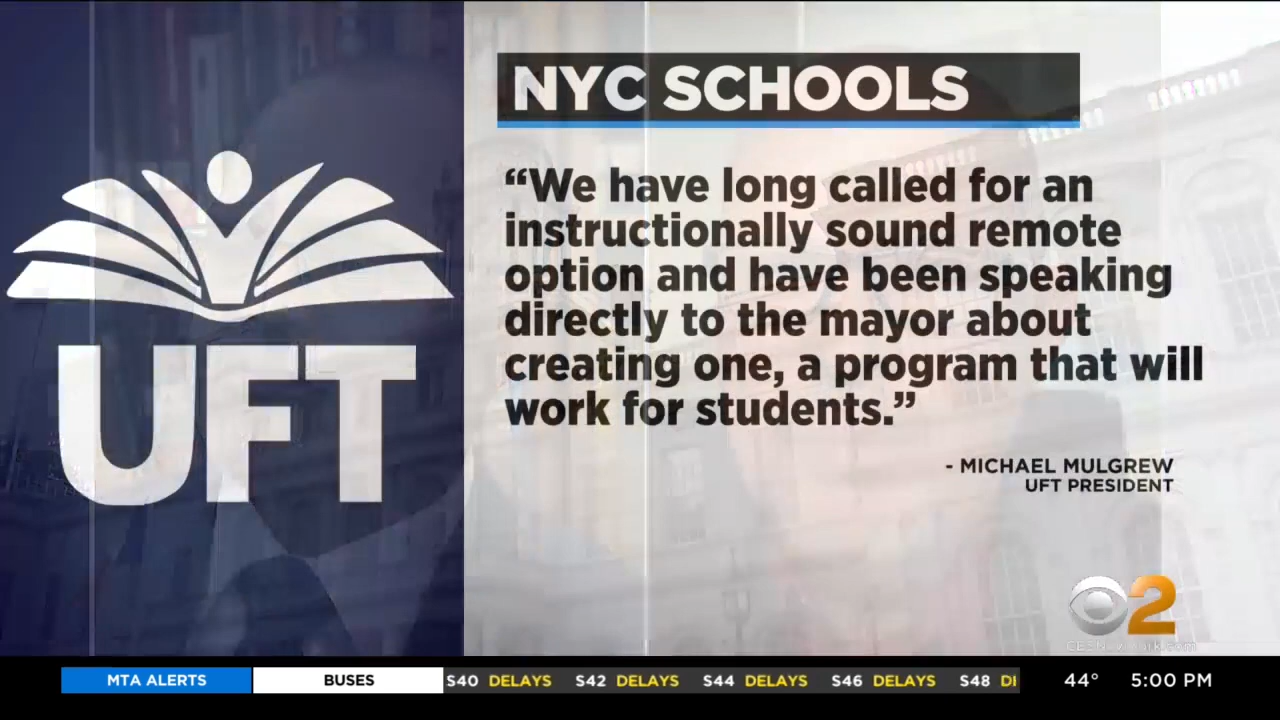 NYC SCHOOLS
“We have long called for an
instructionally sound remote
option and have been speaking
directly to the mayor about
creating one, a program that will
work for students.”
- MICHAEL MULGREW
UFT PRESIDENT
UFT
2
MTA ALERTS BUSES S40 DELAYS S42 DELAYS S44 DELAYS S46 DELAYS S48 44° 5:00 PM